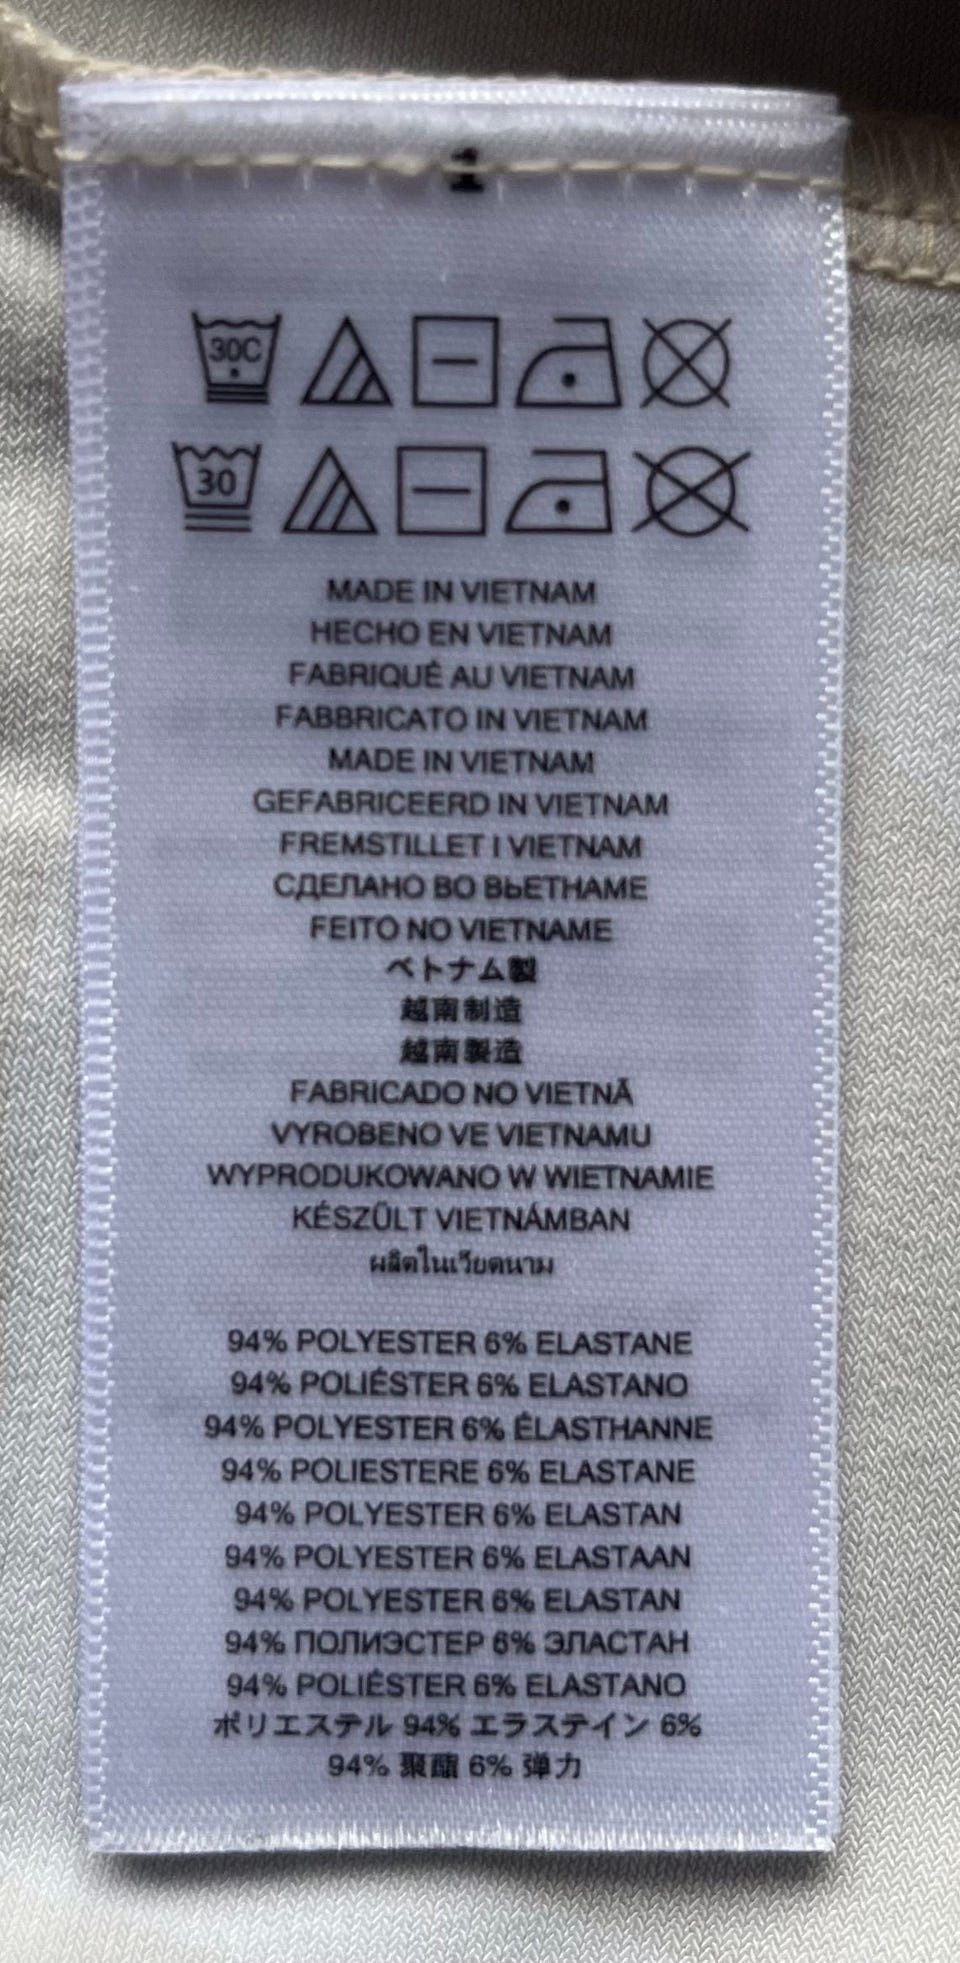 1
30C
30
MADE IN VIETNAM
HECHO EN VIETNAM
FABRIQUÉ AU VIETNAM
FABBRICATO IN VIETNAM
MADE IN VIETNAM
GEFABRICEERD IN VIETNAM
FREMSTILLET I VIETNAM
СДЕЛАНО ВО ВЬЕТНАМЕ
FEITO NO VIETNAME
ベトナム製
越南制造
越南製造
FABRICADO NO VIETNÃ
VYROBENO VE VIETNAMU
WYPRODUKOWANO W WIETNAMIE
KÉSZÜLT VIETNÁMBAN
ผลิตในเวียดนาม
94% POLYESTER 6% ELASTANE
94% POLIÉSTER 6% ELASTANO
94% POLYESTER 6% ÉLASTHANNE
94% POLIESTERE 6% ELASTANE
94% POLYESTER 6% ELASTAN
94% POLYESTER 6% ELASTAAN
94% POLYESTER 6% ELASTAN
94% ПОЛИЭСТЕР 6% ЭЛАСТАН
94% POLIÉSTER 6% ELASTANO
ポリエステル 94% エラステイン 6%
94% 聚酯 6% 弹力